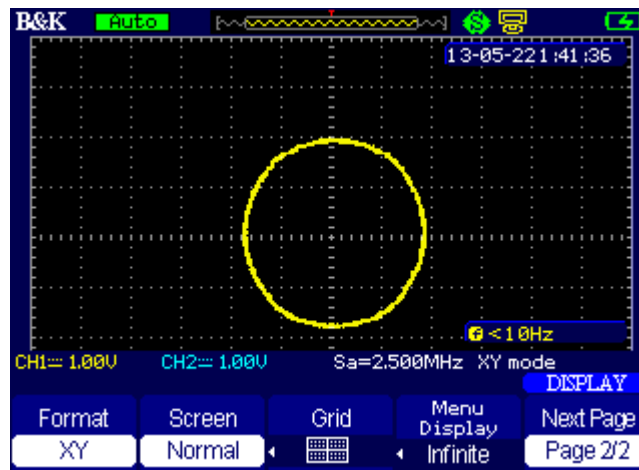 B&K Auto
13-05-22 1:41:36
<10Hz
CH1 1.00V CH2 1.00V Sa=2.500MHz XY mode
DISPLAY
Format Screen Grid Menu Display Next Page
XY Normal Infinite Page 2/2